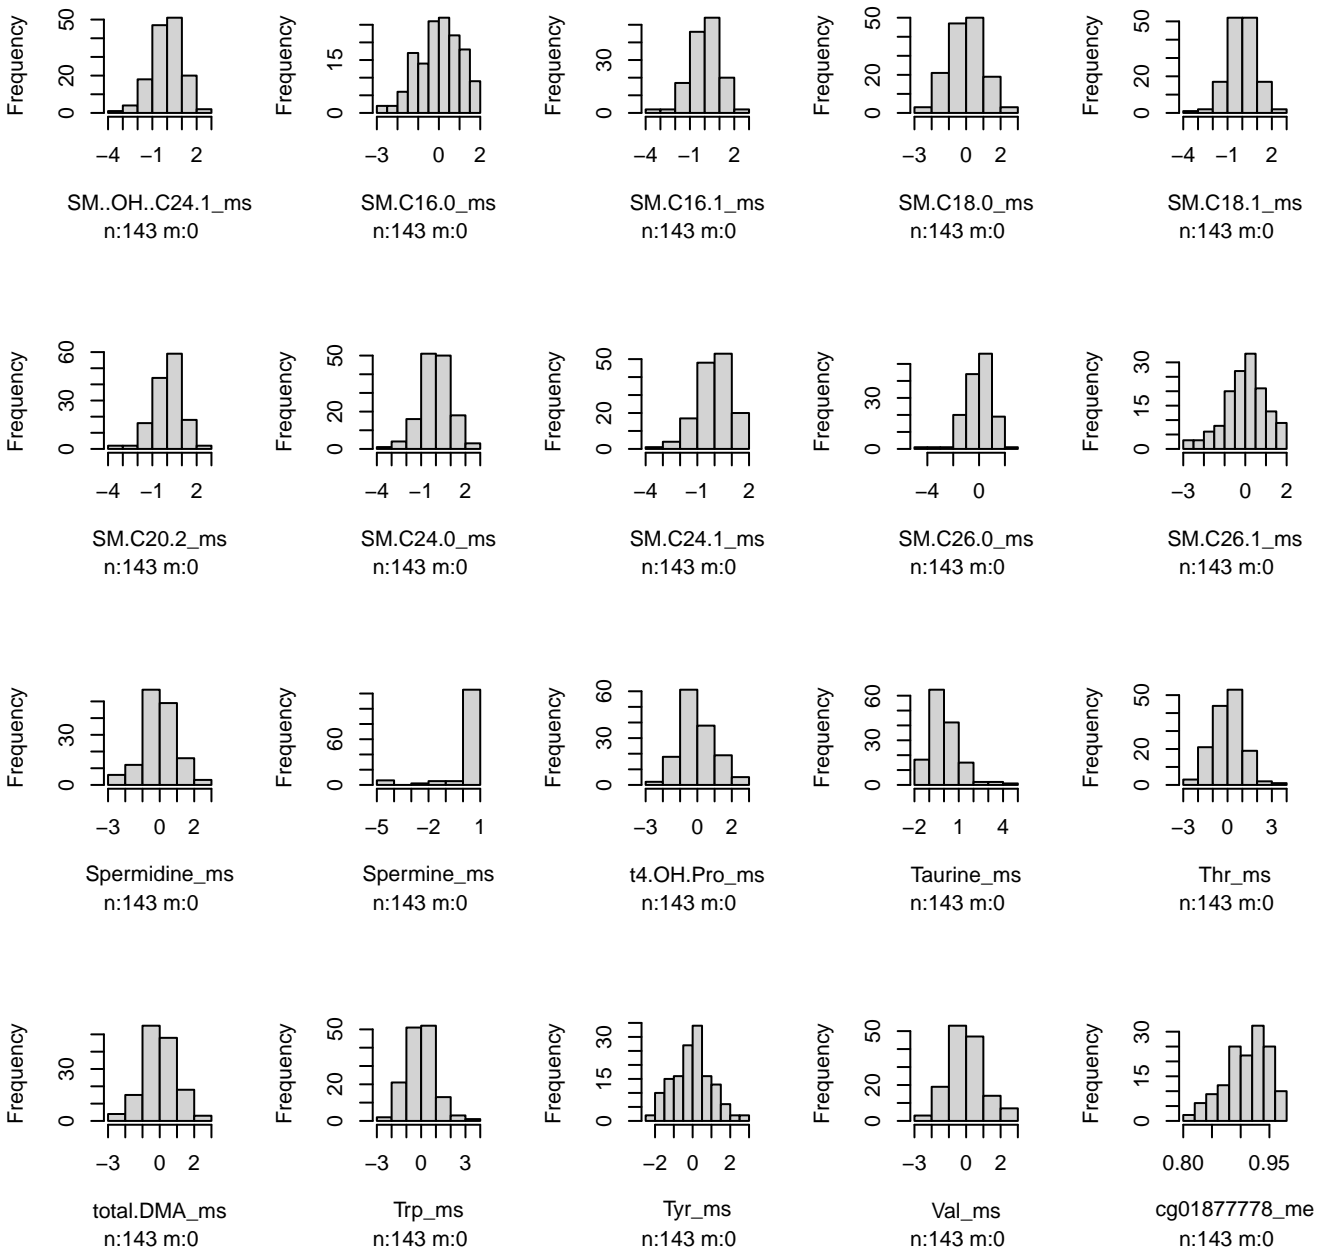 Frequency
0 20 50
−4 −1 2
SM..OH..C24.1_ms
n:143 m:0
Frequency
0 15
−3 0 2
SM.C16.0_ms
n:143 m:0
Frequency
0 30
−4 −1 2
SM.C16.1_ms
n:143 m:0
Frequency
0 20 50
−3 0 2
SM.C18.0_ms
n:143 m:0
Frequency
0 20 50
−4 −1 2
SM.C18.1_ms
n:143 m:0
Frequency
0 30 60
−4 −1 2
SM.C20.2_ms
n:143 m:0
Frequency
0 20 50
−4 −1 2
SM.C24.0_ms
n:143 m:0
Frequency
0 20 50
−4 −1 2
SM.C24.1_ms
n:143 m:0
Frequency
0 30
−4 0
SM.C26.0_ms
n:143 m:0
Frequency
0 15 30
−3 0 2
SM.C26.1_ms
n:143 m:0
Frequency
0 30
−3 0 2
Spermidine_ms
n:143 m:0
Frequency
0 60
−5 −2 1
Spermine_ms
n:143 m:0
Frequency
0 30 60
−3 0 2
t4.OH.Pro_ms
n:143 m:0
Frequency
0 30 60
−2 1 4
Taurine_ms
n:143 m:0
Frequency
0 20 50
−3 0 3
Thr_ms
n:143 m:0
Frequency
0 30
−3 0 2
total.DMA_ms
n:143 m:0
Frequency
0 20 50
−3 0 3
Trp_ms
n:143 m:0
Frequency
0 15 30
−2 0 2
Tyr_ms
n:143 m:0
Frequency
0 20 50
−3 0 2
Val_ms
n:143 m:0
Frequency
0 15 30
0.80 0.95
cg01877778_me
n:143 m:0